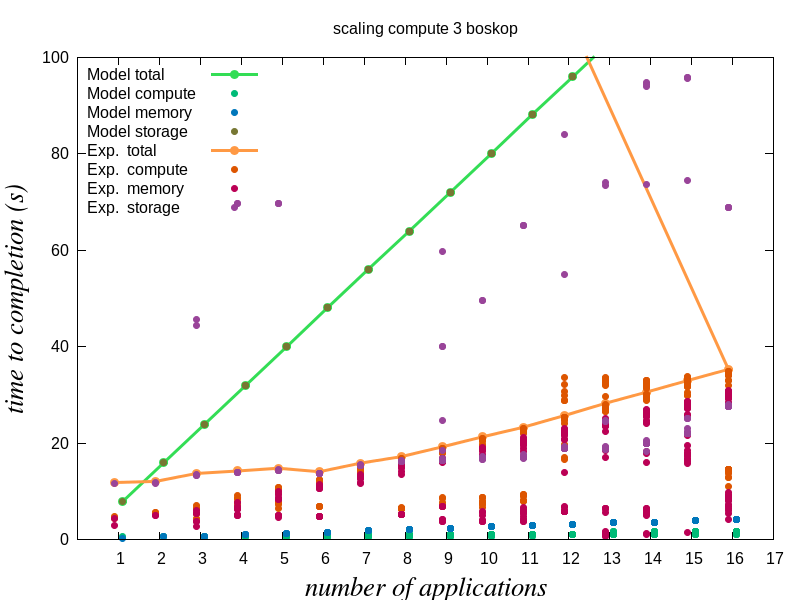 scaling compute 3 boskop
100
80
60
40
20
0
time to completion (s)
Model total
Model compute
Model memory
Model storage
Exp. total
Exp. compute
Exp. memory
Exp. storage
1 2 3 4 5 6 7 8 9 10 11 12 13 14 15 16 17
number of applications